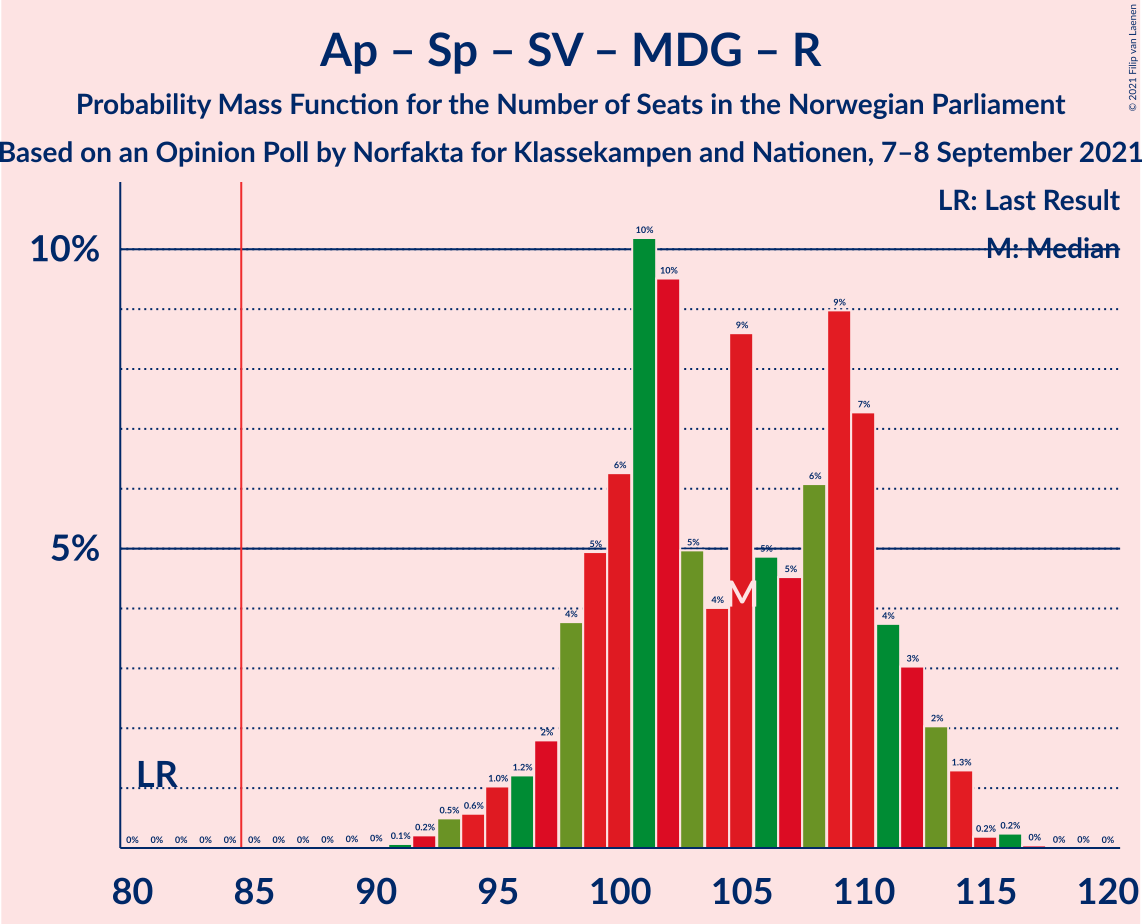 Ap – Sp – SV – MDG – R
Probability Mass Function for the Number of Seats in the Norwegian Parliament
Based on an Opinion Poll by Norfakta for Klassekampen and Nationen, 7–8 September 2021
© 2021 Filip van Laenen
LR: Last Result
M: Median
10%
5%
LR
M
0% 0% 0% 0% 0% 0% 0% 0% 0% 0% 0% 0.1% 0.2% 0.5% 0.6% 1.0% 1.2% 2% 4% 5% 6% 10% 10% 5% 4% 9% 5% 5% 6% 9% 7% 4% 3% 2% 1.3% 0.2% 0.2% 0% 0% 0% 0%
80 85 90 95 100 105 110 115 120